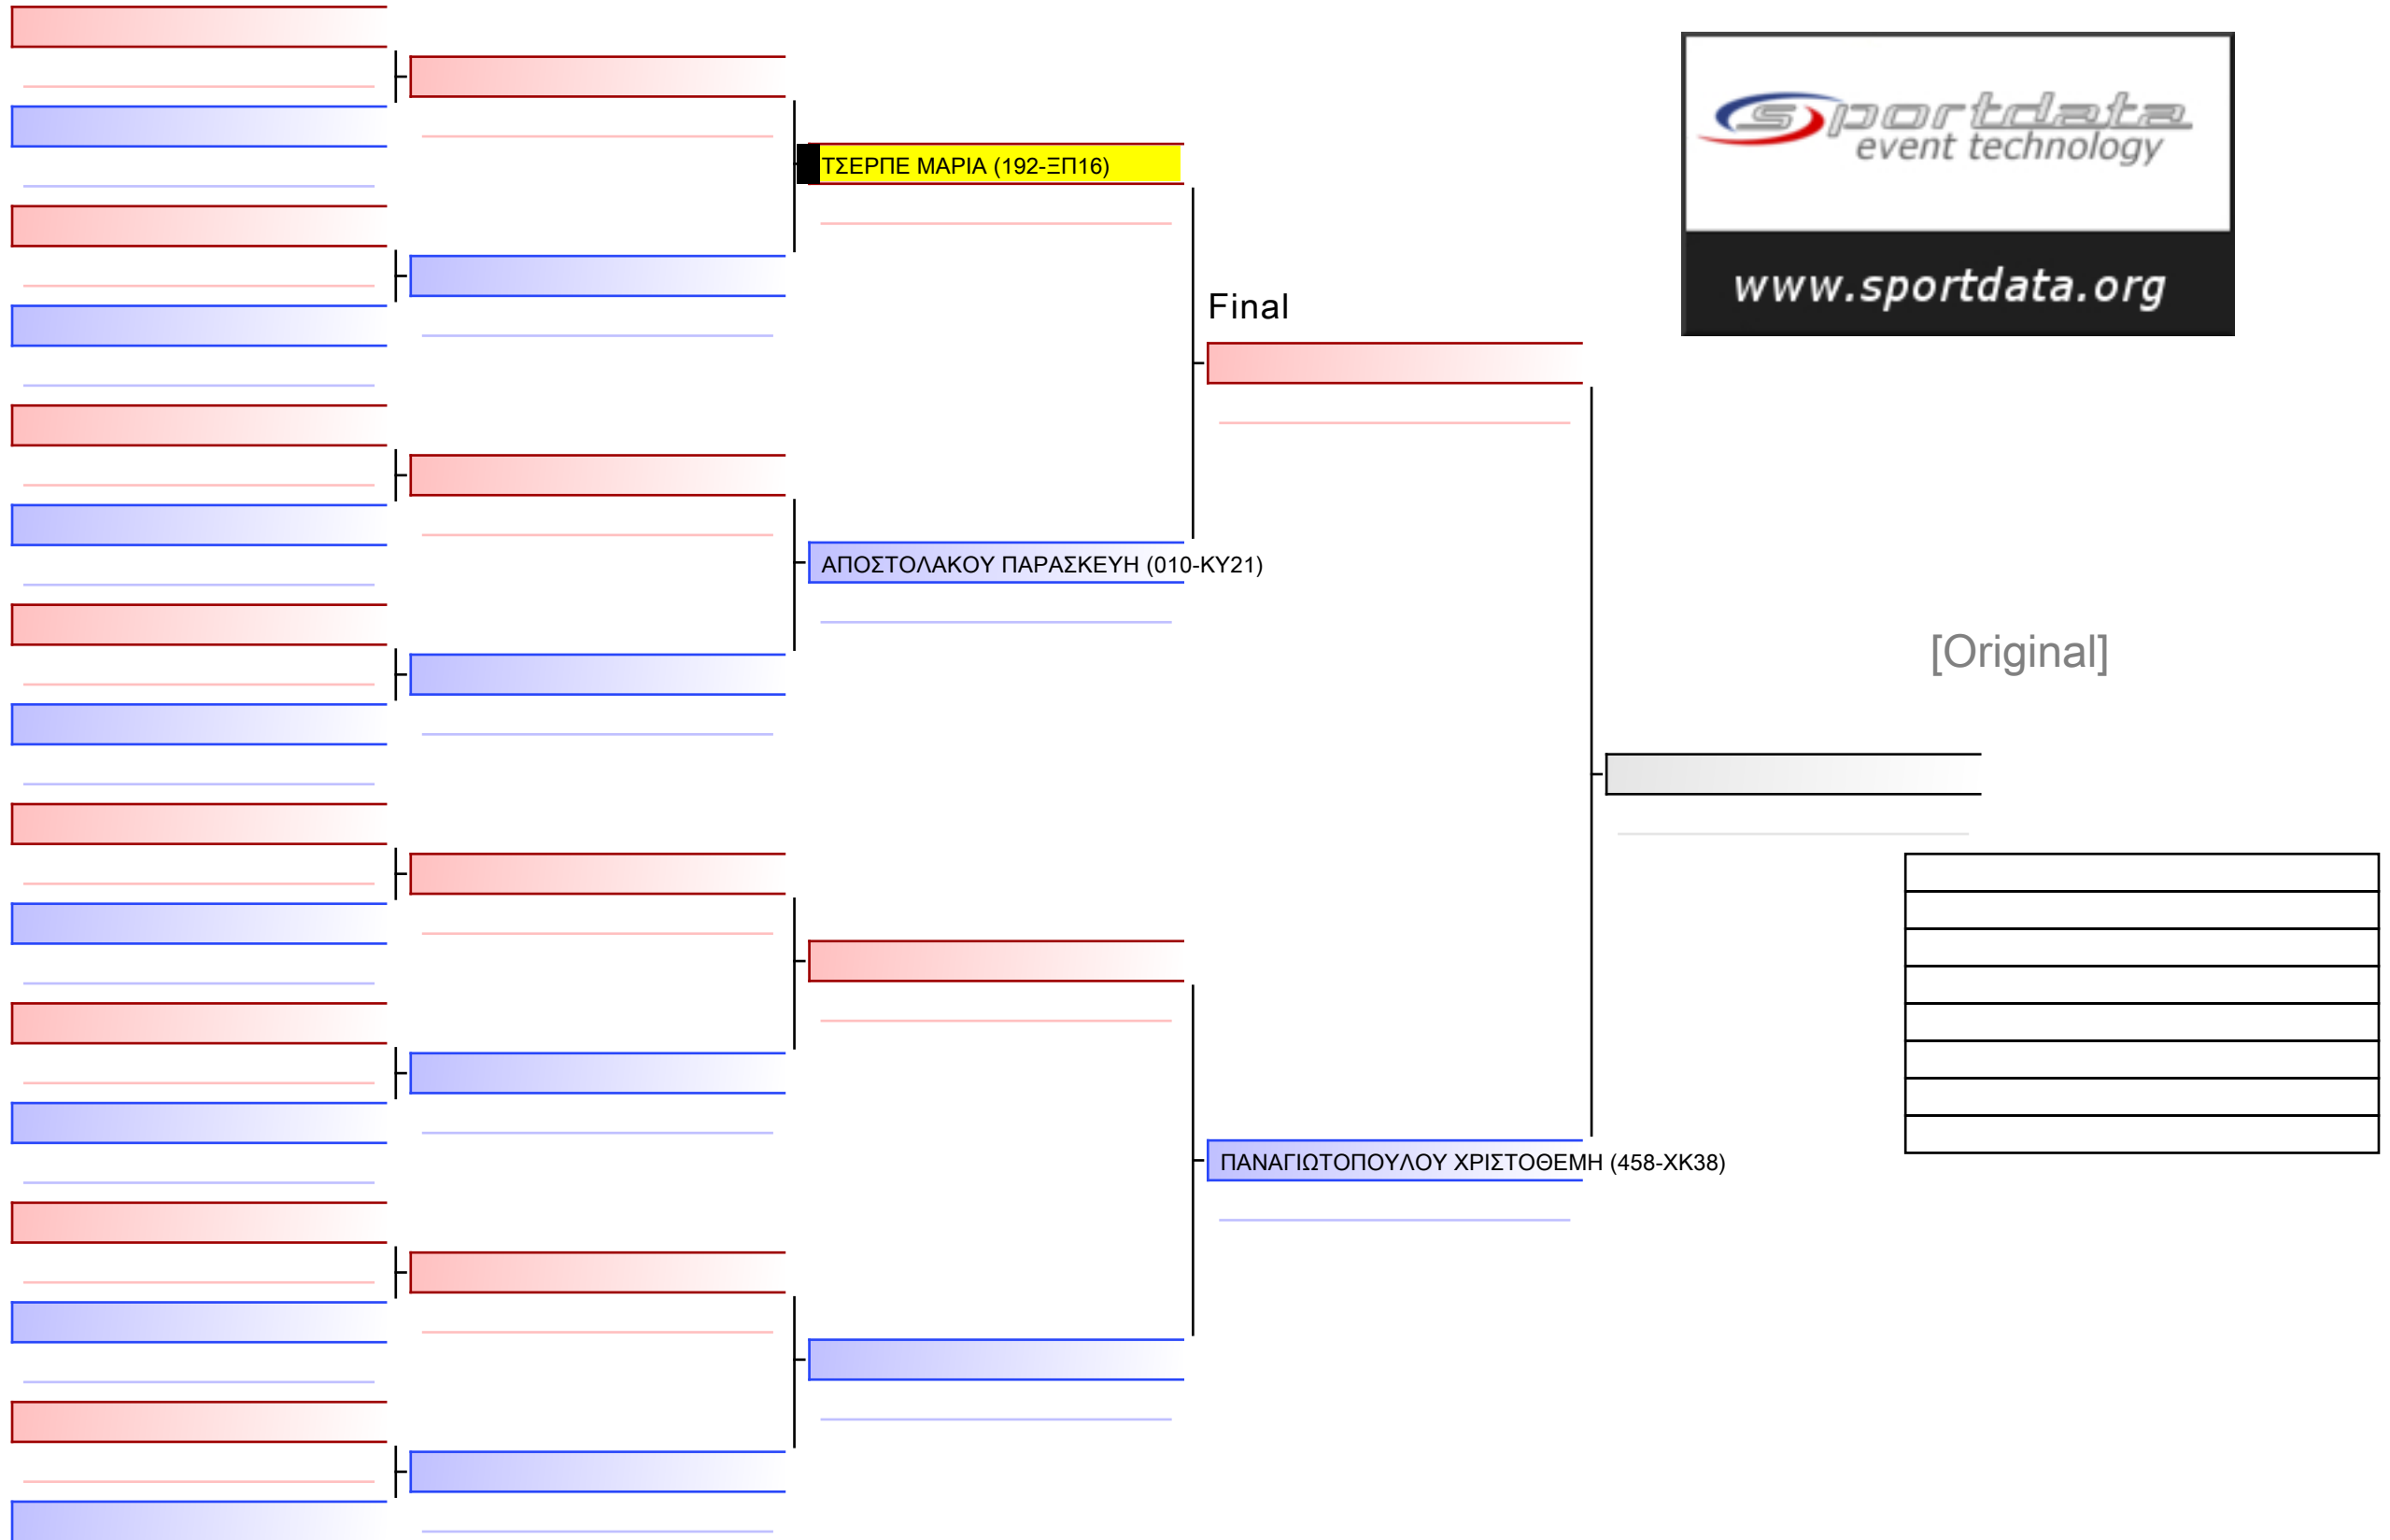 sportdata
event technology
www.sportdata.org
ΤΣΕΡΠΕ ΜΑΡΙΑ (192-ΞΠ16)
Final
ΑΠΟΣΤΟΛΑΚΟΥ ΠΑΡΑΣΚΕΥΗ (010-ΚΥ21)
[Original]
ΠΑΝΑΓΙΩΤΟΠΟΥΛΟΥ ΧΡΙΣΤΟΘΕΜΗ (458-ΧΚ38)